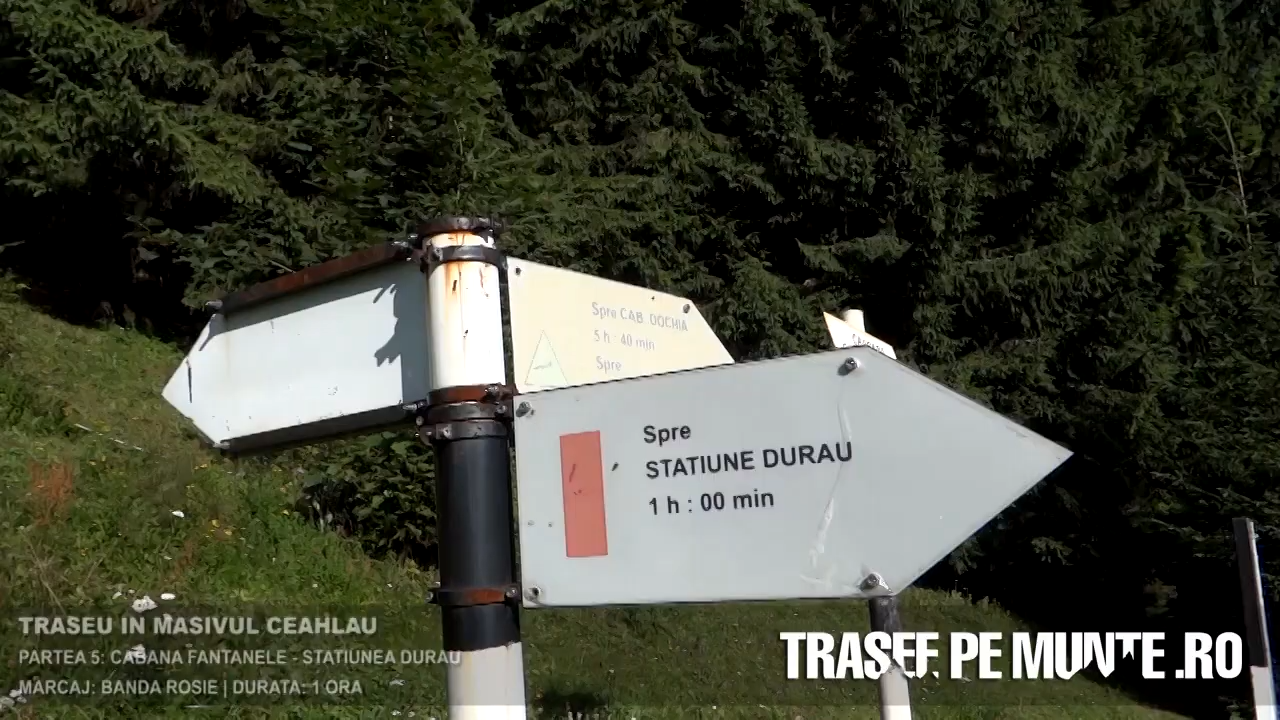 Spre CAB. DOCHIA
5 h : 40 min
Spre
Spre
STATIUNE DURAU
1 h : 00 min
TRASEU IN MASIVUL CEAHLAU
PARTEA 5: CABANA FANTANELE - STATIUNEA DURAU
MARCAJ: BANDA ROSIE | DURATA: 1 ORA
TRASEE PE MUNTE .RO